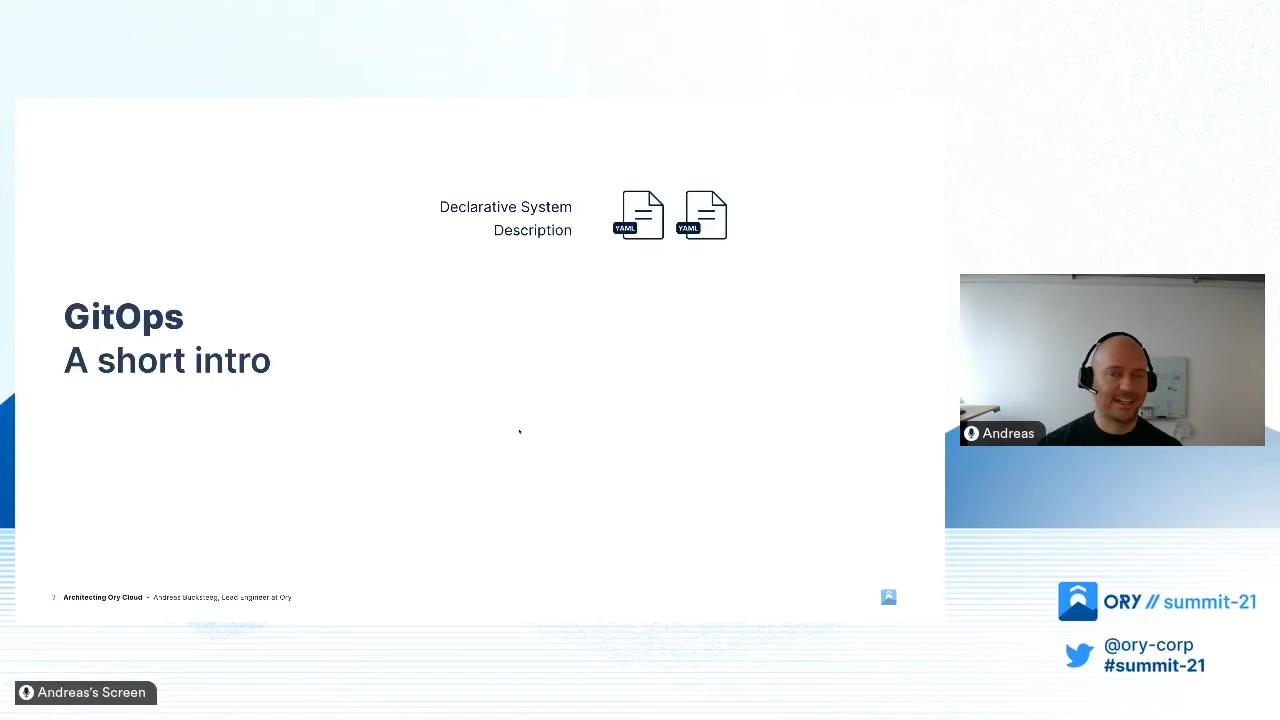 Declarative System
Description
YAML
YAML
GitOps
A short intro
3 Architecting Ory Cloud • Andreas Bucksteeg, Lead Engineer at Ory
Andreas
ORY // summit-21
@ory-corp
#summit-21
Andreas's Screen